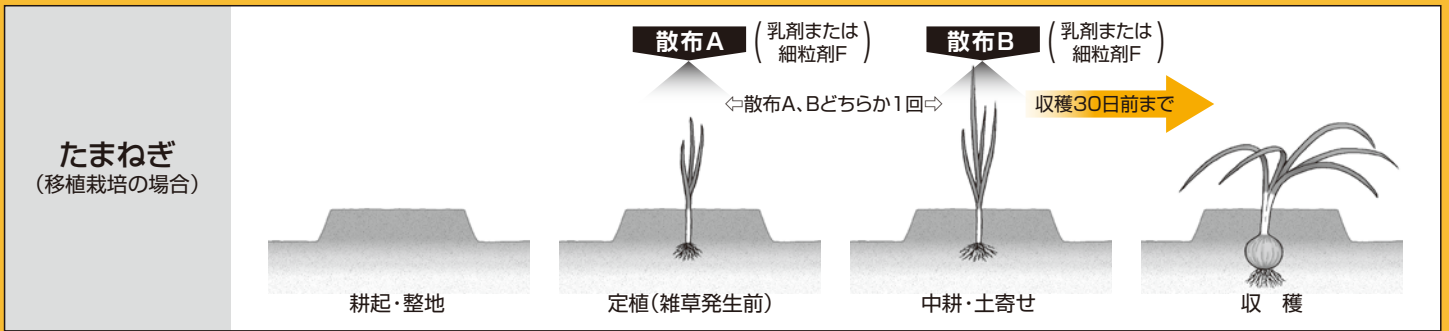 たまねぎ
(移植栽培の場合)
散布A
(乳剤または
細粒剤F)
散布B
(乳剤または
細粒剤F)
⇦散布A、Bどちらか1回⇨
収穫30日前まで
耕起・整地
定植(雑草発生前)
中耕・土寄せ
収　穫